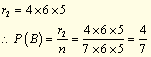 r₂ = 4×6×5
∴ P(B) = r₂/n = (4×6×5)/(7×6×5) = 4/7